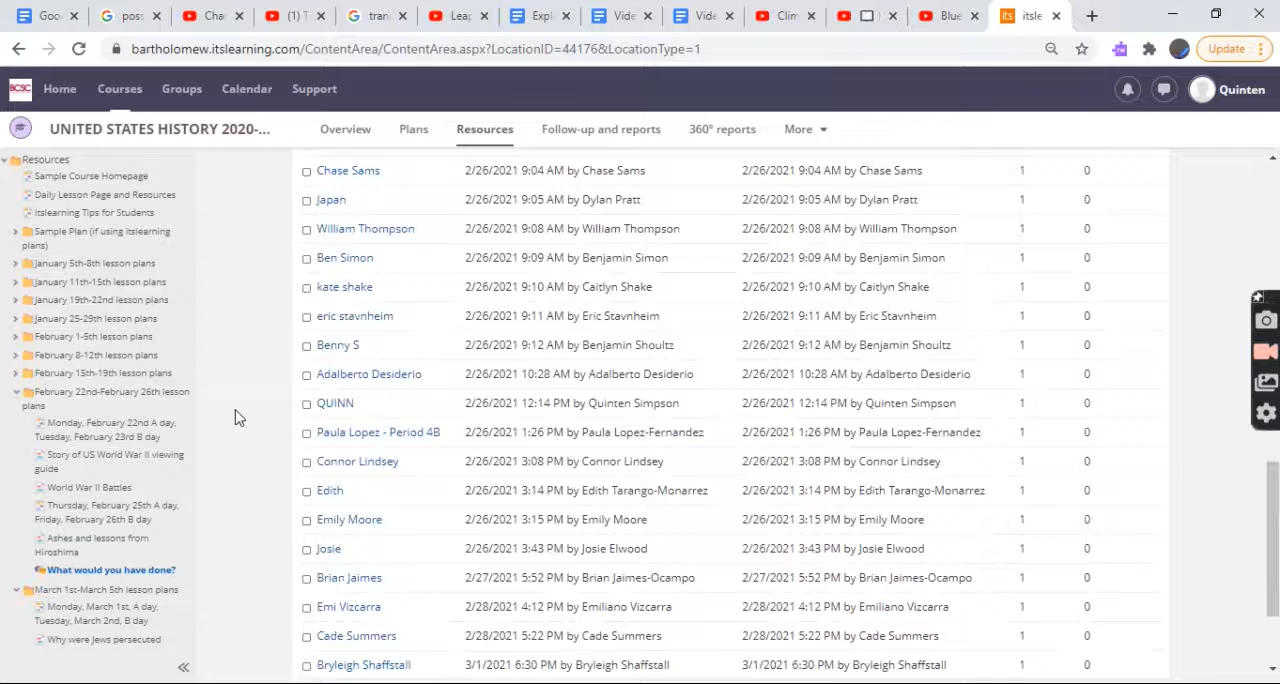 Goo
poss
Cha
(1) T
G tran
Leap
Expl
Vide
Vide
Clim
Blue
its
itsle
bartholomew.itslearning.com/ContentArea/ContentArea.aspx?LocationID=44176&LocationType=1
Update
BCSC
Home
Courses
Groups
Calendar
Support
Quinten
UNITED STATES HISTORY 2020-...
Overview
Plans
Resources
Follow-up and reports
360° reports
More
Resources
Sample Course Homepage
Daily Lesson Page and Resources
itslearning Tips for Students
Sample Plan (if using itslearning
plans)
January 5th-8th lesson plans
January 11th-15th lesson plans
January 19th-22nd lesson plans
January 25-29th lesson plans
February 1-5th lesson plans
February 8-12th lesson plans
February 15th-19th lesson plans
February 22nd-February 26th lesson
plans
Monday, February 22nd A day,
Tuesday, February 23rd B day
Story of US World War II viewing
guide
World War II Battles
Thursday, February 25th A day,
Friday, February 26th B day
Ashes and lessons from
Hiroshima
What would you have done?
March 1st-March 5th lesson plans
Monday, March 1st, A day,
Tuesday, March 2nd, B day
Why were Jews persecuted
Chase Sams 2/26/2021 9:04 AM by Chase Sams 2/26/2021 9:04 AM by Chase Sams 1 0
Japan 2/26/2021 9:05 AM by Dylan Pratt 2/26/2021 9:05 AM by Dylan Pratt 1 0
William Thompson 2/26/2021 9:08 AM by William Thompson 2/26/2021 9:08 AM by William Thompson 1 0
Ben Simon 2/26/2021 9:09 AM by Benjamin Simon 2/26/2021 9:09 AM by Benjamin Simon 1 0
kate shake 2/26/2021 9:10 AM by Caitlyn Shake 2/26/2021 9:10 AM by Caitlyn Shake 1 0
eric stavnheim 2/26/2021 9:11 AM by Eric Stavnheim 2/26/2021 9:11 AM by Eric Stavnheim 1 0
Benny S 2/26/2021 9:12 AM by Benjamin Shoultz 2/26/2021 9:12 AM by Benjamin Shoultz 1 0
Adalberto Desiderio 2/26/2021 10:28 AM by Adalberto Desiderio 2/26/2021 10:28 AM by Adalberto Desiderio 1 0
QUINN 2/26/2021 12:14 PM by Quinten Simpson 2/26/2021 12:14 PM by Quinten Simpson 1 0
Paula Lopez - Period 4B 2/26/2021 1:26 PM by Paula Lopez-Fernandez 2/26/2021 1:26 PM by Paula Lopez-Fernandez 1 0
Connor Lindsey 2/26/2021 3:08 PM by Connor Lindsey 2/26/2021 3:08 PM by Connor Lindsey 1 0
Edith 2/26/2021 3:14 PM by Edith Tarango-Monarrez 2/26/2021 3:14 PM by Edith Tarango-Monarrez 1 0
Emily Moore 2/26/2021 3:15 PM by Emily Moore 2/26/2021 3:15 PM by Emily Moore 1 0
Josie 2/26/2021 3:43 PM by Josie Elwood 2/26/2021 3:43 PM by Josie Elwood 1 0
Brian Jaimes 2/27/2021 5:52 PM by Brian Jaimes-Ocampo 2/27/2021 5:52 PM by Brian Jaimes-Ocampo 1 0
Emi Vizcarra 2/28/2021 4:12 PM by Emiliano Vizcarra 2/28/2021 4:12 PM by Emiliano Vizcarra 1 0
Cade Summers 2/28/2021 5:22 PM by Cade Summers 2/28/2021 5:22 PM by Cade Summers 1 0
Bryleigh Shaffstall 3/1/2021 6:30 PM by Bryleigh Shaffstall 3/1/2021 6:30 PM by Bryleigh Shaffstall 1 0